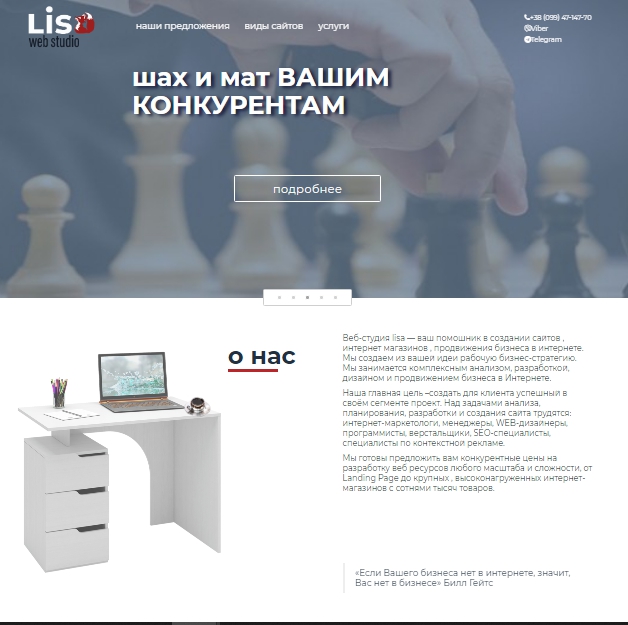 Lis
web studio
наши предложения виды сайтов услуги
+38 (099) 47-147-70
Viber
Telegram
шах и мат ВАШИМ
КОНКУРЕНТАМ
подробнее
о нас
Веб-студия lisa — ваш помощник в создании сайтов ,
интернет магазинов , продвижения бизнеса в интернете.
Мы создаем из вашей идеи рабочую бизнес-стратегию.
Мы занимается комплексным анализом, разработкой,
дизайном и продвижением бизнеса в Интернете.
Наша главная цель –создать для клиента успешный в
своём сегменте проект. Над задачами анализа,
планирования, разработки и создания сайта трудятся:
интернет-маркетологи, менеджеры, WEB-дизайнеры,
программисты, верстальщики, SEO-специалисты,
специалисты по контекстной рекламе.
Мы готовы предложить вам конкурентные цены на
разработку веб ресурсов любого масштаба и сложности, от
Landing Page до крупных , высоконагруженных интернет-
магазинов с сотнями тысяч товаров.
«Если Вашего бизнеса нет в интернете, значит,
Вас нет в бизнесе» Билл Гейтс